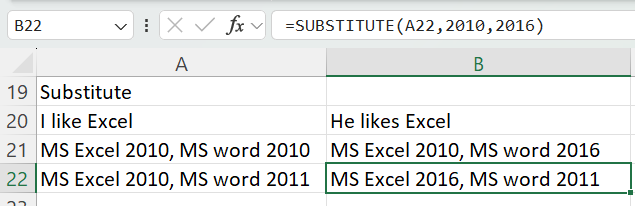 B22 fx =SUBSTITUTE(A22,2010,2016)
A B
19 Substitute
20 I like Excel He likes Excel
21 MS Excel 2010, MS word 2010 MS Excel 2010, MS word 2016
22 MS Excel 2010, MS word 2011 MS Excel 2016, MS word 2011